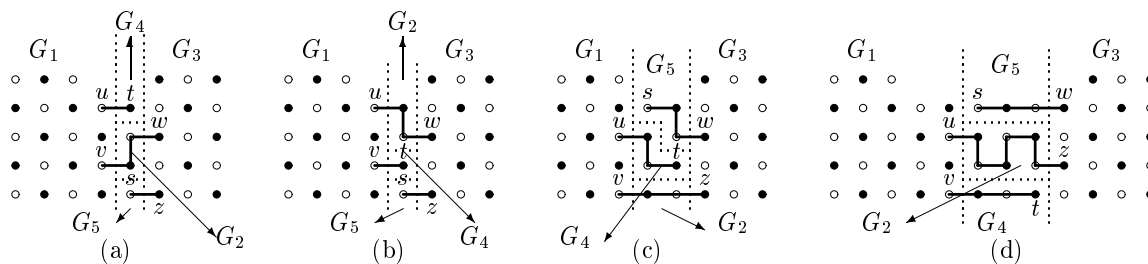 G4 G2
G1 G3 G1 G3 G1 G5 G3 G1 G5 G3
u t u s s w
w w u w u
v v t t z
s s v z v
z z t
G5 G2 G5 G4 G4 G2 G2 G4
(a) (b) (c) (d)